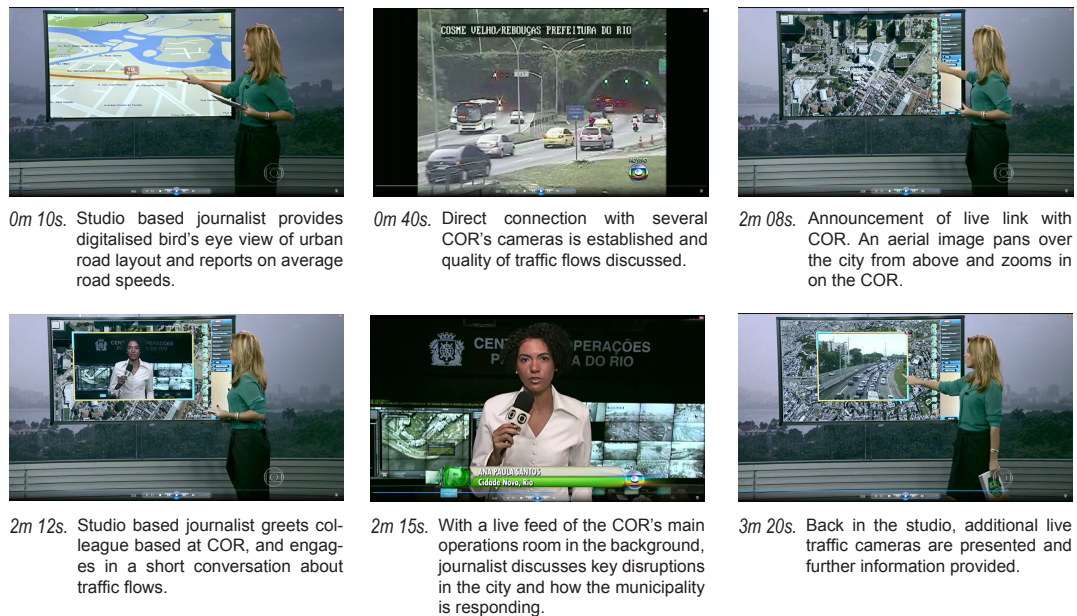 19
0m 10s. Studio based journalist provides
digitalised bird's eye view of urban
road layout and reports on average
road speeds.
COSME VELHO/REBOUÇAS PREFEITURA DO RIO
0m 40s. Direct connection with several
COR's cameras is established and
quality of traffic flows discussed.
2m 08s. Announcement of live link with
COR. An aerial image pans over
the city from above and zooms in
on the COR.
2m 12s. Studio based journalist greets col-
league based at COR, and engag-
es in a short conversation about
traffic flows.
PERAÇÕES
A DO RIO
ANA PAULA SANTOS
Cidade Nova, Rio
2m 15s. With a live feed of the COR's main
operations room in the background,
journalist discusses key disruptions
in the city and how the municipality
is responding.
3m 20s. Back in the studio, additional live
traffic cameras are presented and
further information provided.